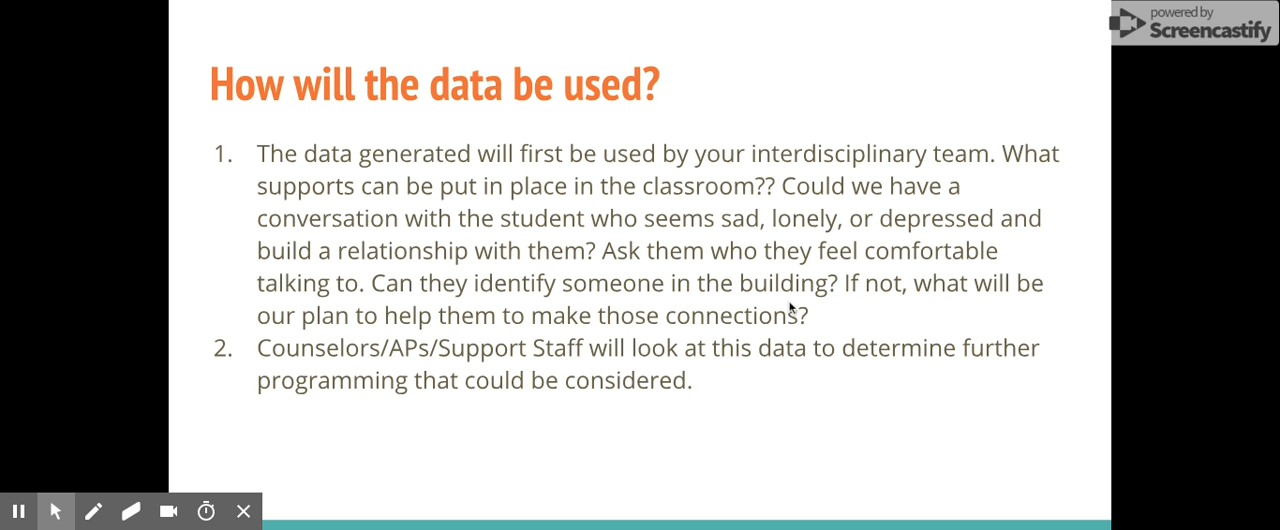 powered by
Screencastify
How will the data be used?
1. The data generated will first be used by your interdisciplinary team. What
supports can be put in place in the classroom?? Could we have a
conversation with the student who seems sad, lonely, or depressed and
build a relationship with them? Ask them who they feel comfortable
talking to. Can they identify someone in the building? If not, what will be
our plan to help them to make those connections?
2. Counselors/APs/Support Staff will look at this data to determine further
programming that could be considered.